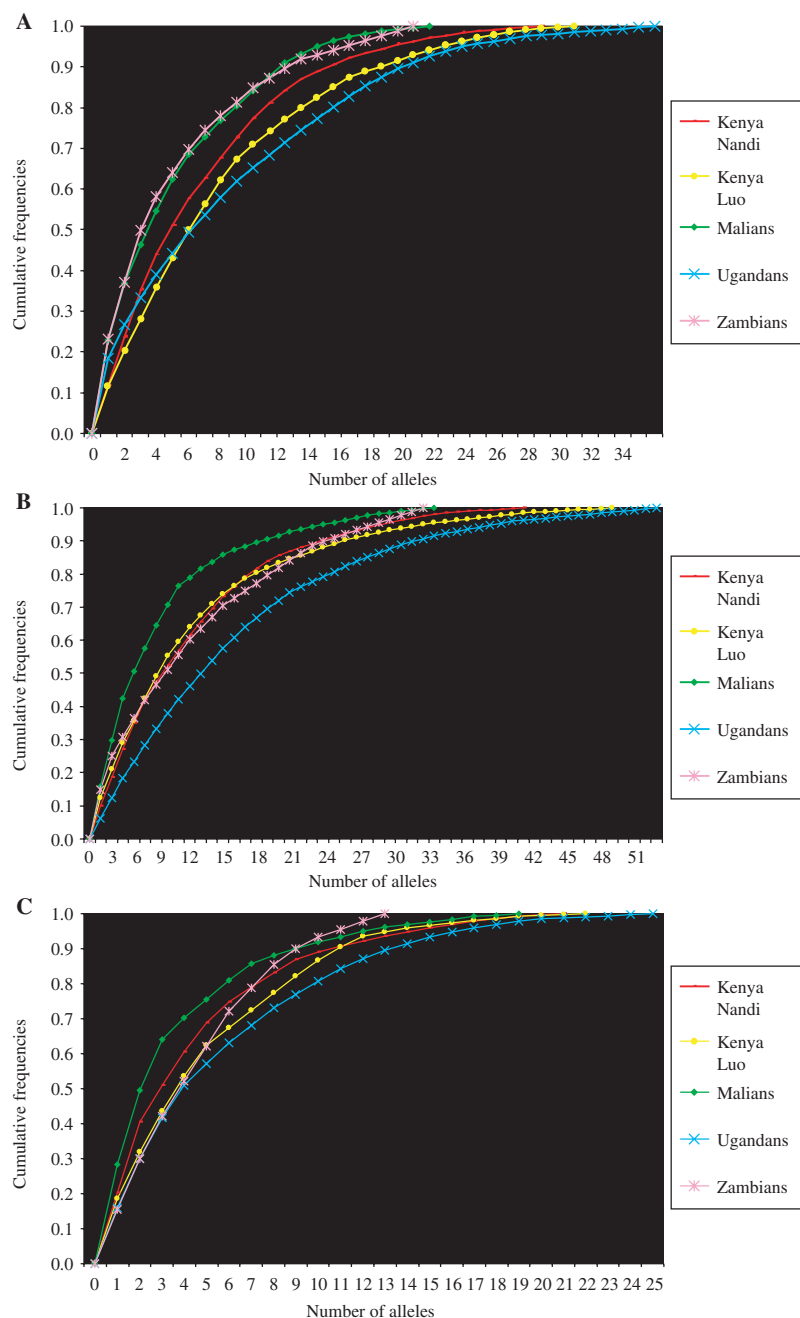 A
1.0
0.9
0.8
0.7
0.6
0.5
0.4
0.3
0.2
0.1
0.0
Cumulative frequencies
0 2 4 6 8 10 12 14 16 18 20 22 24 26 28 30 32 34
Number of alleles
Kenya
Nandi
Kenya
Luo
Malians
Ugandans
Zambians
B
1.0
0.9
0.8
0.7
0.6
0.5
0.4
0.3
0.2
0.1
0.0
Cumulative frequencies
0 3 6 9 12 15 18 21 24 27 30 33 36 39 42 45 48 51
Number of alleles
Kenya
Nandi
Kenya
Luo
Malians
Ugandans
Zambians
C
1.0
0.9
0.8
0.7
0.6
0.5
0.4
0.3
0.2
0.1
0.0
Cumulative frequencies
0 1 2 3 4 5 6 7 8 9 10 11 12 13 14 15 16 17 18 19 20 21 22 23 24 25
Number of alleles
Kenya
Nandi
Kenya
Luo
Malians
Ugandans
Zambians